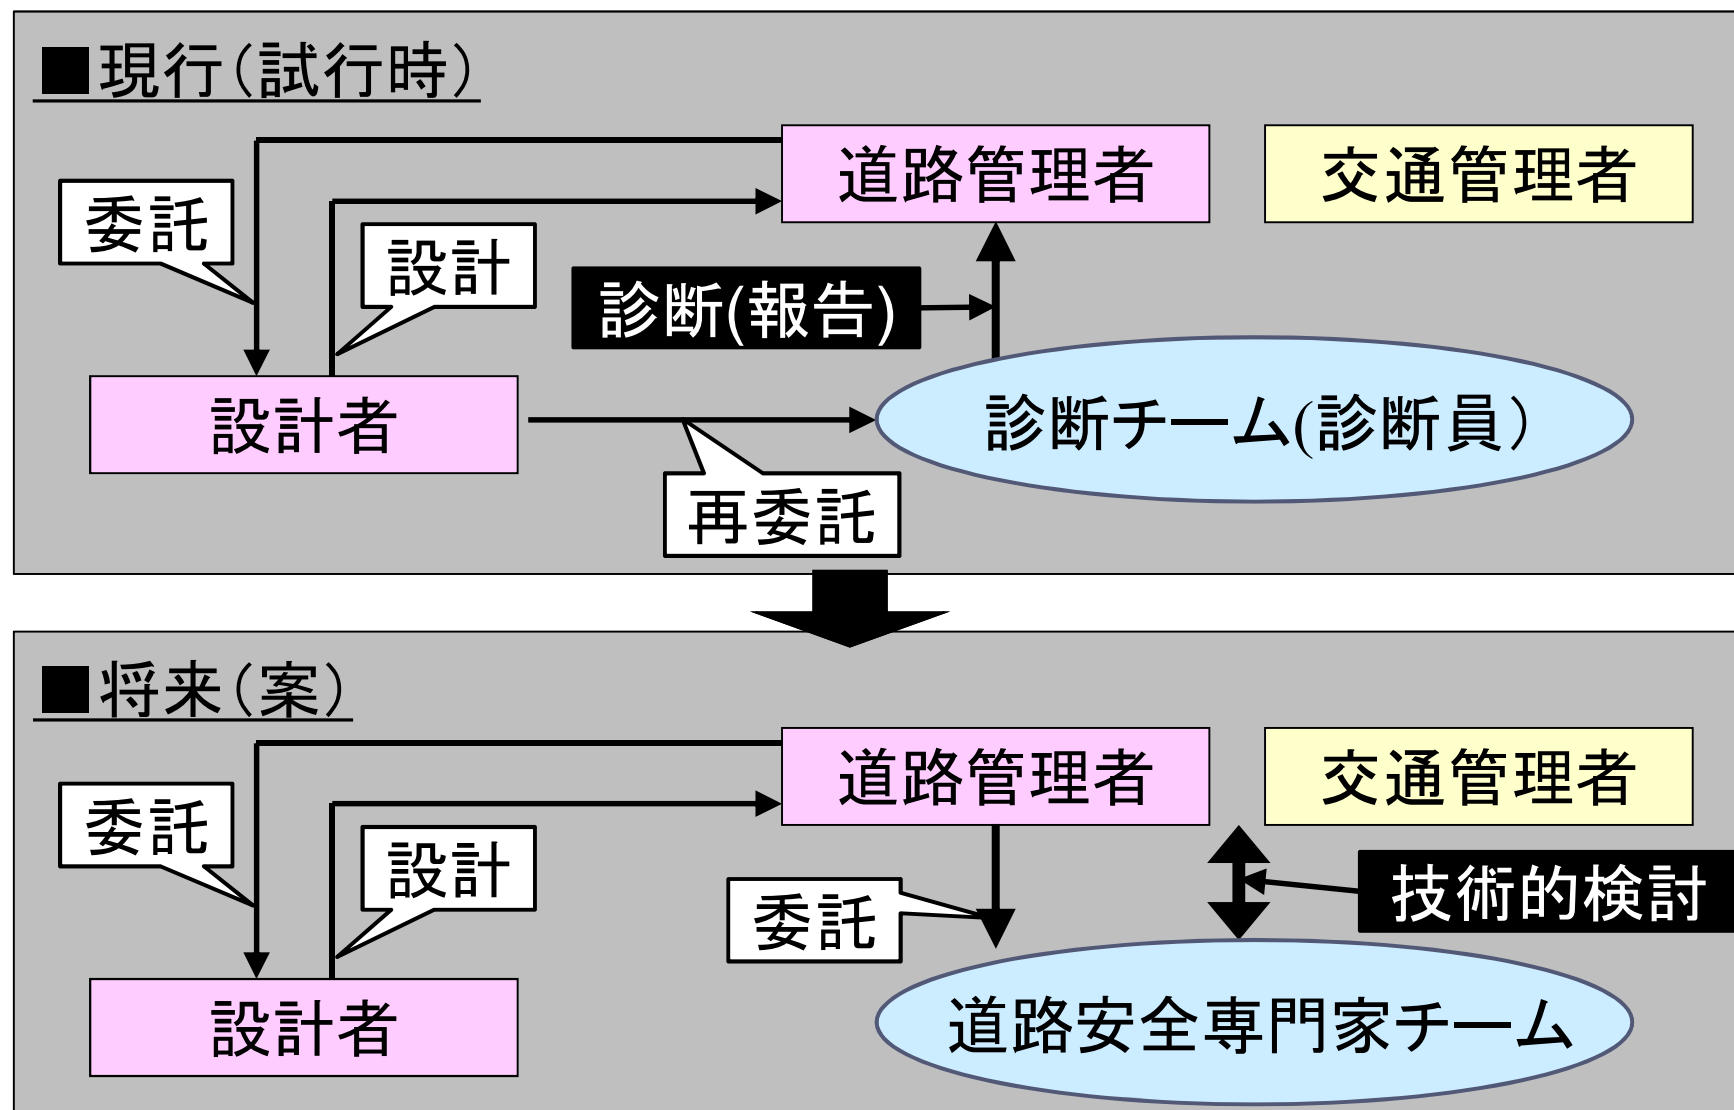 ■現行(試行時)
道路管理者
交通管理者
委託
設計
診断(報告)
設計者
診断チーム(診断員)
再委託
■将来(案)
道路管理者
交通管理者
委託
設計
委託
技術的検討
設計者
道路安全専門家チーム